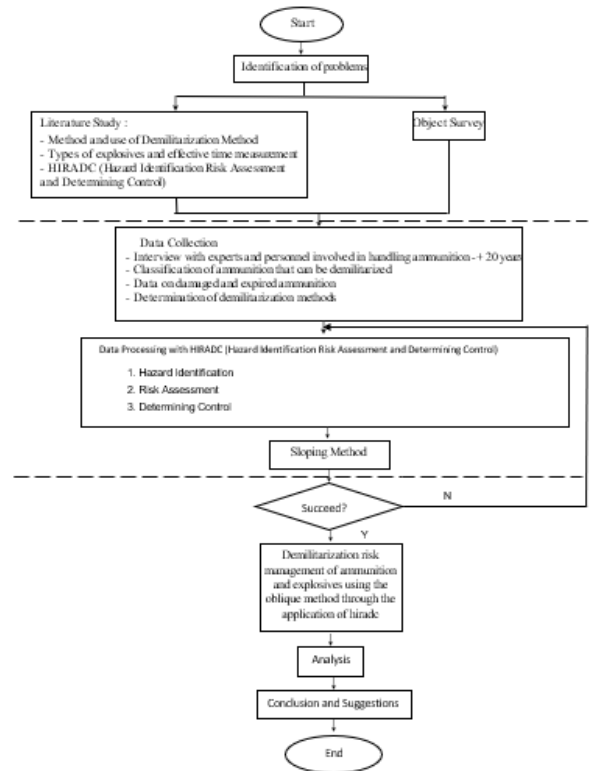 Start
Identification of problems
Literature Study :
- Method and use of Demilitarization Method
- Types of explosives and effective time measurement
- HIRADC (Hazard Identification Risk Assessment
and Determining Control)
Object Survey
Data Collection
- Interview with experts and personnel involved in handling ammunition -+ 20 years
- Classification of ammunition that can be demilitarized
- Data on damaged and expired ammunition
- Determination of demilitarization methods
Data Processing with HIRADC (Hazard Identification Risk Assessment and Determining Control)
1. Hazard Identification
2. Risk Assessment
3. Determining Control
Sloping Method
Succeed?
N
Y
Demilitarization risk
management of ammunition
and explosives using the
oblique method through the
application of hiradc
Analysis
Conclusion and Suggestions
End